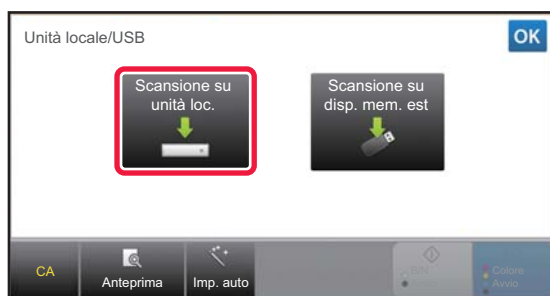 Unità locale/USB
OK
Scansione su
unità loc.
Scansione su
disp. mem. est
CA
Anteprima
Imp. auto
BN
Colore
Avvio